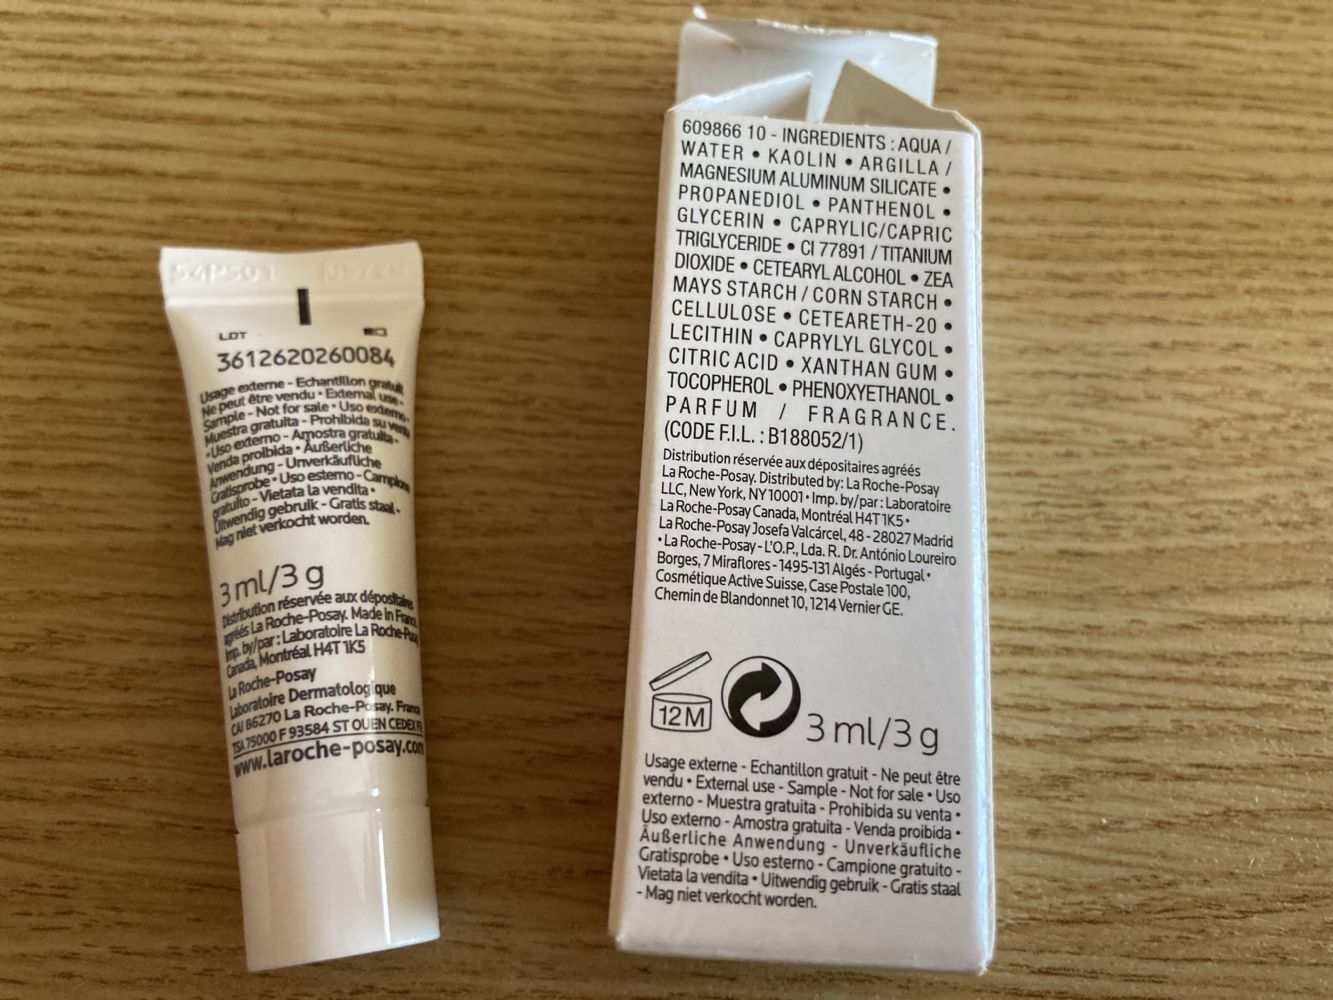 54P501
LOT
3612620260084
Usage externe - Echantillon gratuit
Ne peut être vendu • External use -
Sample - Not for sale • Uso externo -
Muestra gratuita - Prohibida su venta
• Uso externo - Amostra gratuita -
Venda proibida • Äußerliche
Anwendung - Unverkäufliche
Gratisprobe • Uso esterno - Campione
gratuito - Vietata la vendita •
Uitwendig gebruik - Gratis staal -
Mag niet verkocht worden.
3 ml/3 g
Distribution réservée aux dépositaires
agréés La Roche-Posay. Made in France.
Imp. by/par : Laboratoire La Roche-Posay
Canada, Montréal H4T 1K5
La Roche-Posay
Laboratoire Dermatologique
CAI 86270 La Roche-Posay. France
TSA 75000 F 93584 ST OUEN CEDEX FR
www.laroche-posay.com
609866 10 - INGREDIENTS : AQUA /
WATER • KAOLIN • ARGILLA /
MAGNESIUM ALUMINUM SILICATE •
PROPANEDIOL • PANTHENOL •
GLYCERIN • CAPRYLIC/CAPRIC
TRIGLYCERIDE • CI 77891 / TITANIUM
DIOXIDE • CETEARYL ALCOHOL • ZEA
MAYS STARCH / CORN STARCH •
CELLULOSE • CETEARETH-20 •
LECITHIN • CAPRYLYL GLYCOL •
CITRIC ACID • XANTHAN GUM •
TOCOPHEROL • PHENOXYETHANOL •
PARFUM / FRAGRANCE.
(CODE F.I.L. : B188052/1)
Distribution réservée aux dépositaires agréés
La Roche-Posay. Distributed by: La Roche-Posay
LLC, New York, NY 10001 • Imp. by/par : Laboratoire
La Roche-Posay Canada, Montréal H4T 1K5 •
La Roche-Posay Josefa Valcárcel, 48 - 28027 Madrid
• La Roche-Posay - L'O.P., Lda. R. Dr. António Loureiro
Borges, 7 Miraflores - 1495-131 Algés - Portugal •
Cosmétique Active Suisse, Case Postale 100,
Chemin de Blandonnet 10, 1214 Vernier GE.
12 M
3 ml/3 g
Usage externe - Echantillon gratuit - Ne peut être
vendu • External use - Sample - Not for sale • Uso
externo - Muestra gratuita - Prohibida su venta •
Uso externo - Amostra gratuita - Venda proibida •
Äußerliche Anwendung - Unverkäufliche
Gratisprobe • Uso esterno - Campione gratuito -
Vietata la vendita • Uitwendig gebruik - Gratis staal
- Mag niet verkocht worden.